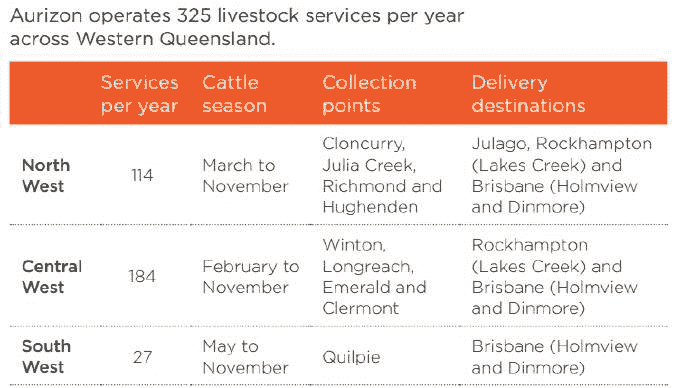 Aurizon operates 325 livestock services per year
across Western Queensland.
Services per year Cattle season Collection points Delivery destinations
North West 114 March to November Cloncurry, Julia Creek, Richmond and Hughenden Julago, Rockhampton (Lakes Creek) and Brisbane (Holmview and Dinmore)
Central West 184 February to November Winton, Longreach, Emerald and Clermont Rockhampton (Lakes Creek) and Brisbane (Holmview and Dinmore)
South West 27 May to November Quilpie Brisbane (Holmview and Dinmore)